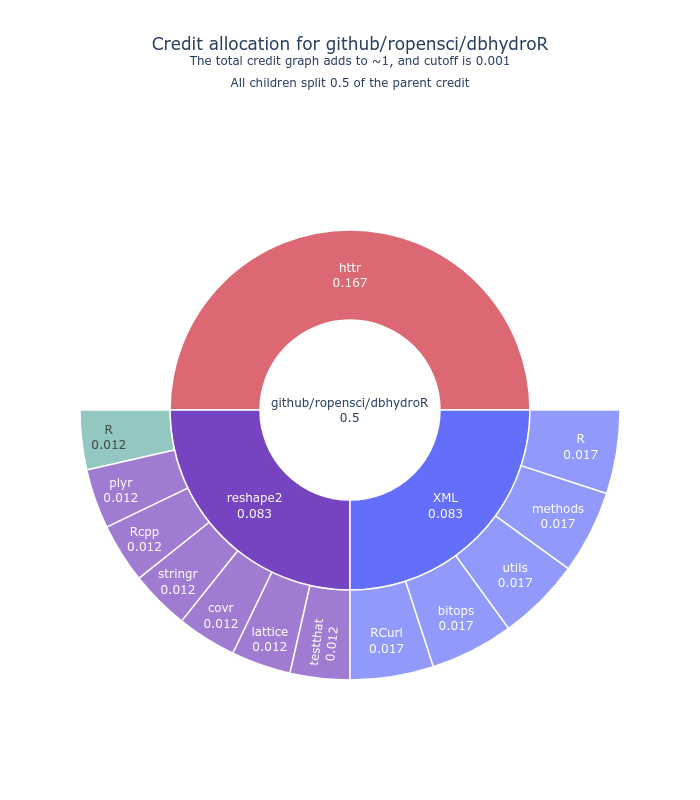 Credit allocation for github/ropensci/dbhydroR
The total credit graph adds to ~1, and cutoff is 0.001
All children split 0.5 of the parent credit
httr
0.167
github/ropensci/dbhydroR
0.5
reshape2
0.083
XML
0.083
R
0.012
plyr
0.012
Rcpp
0.012
stringr
0.012
covr
0.012
lattice
0.012
testthat
0.012
RCurl
0.017
bitops
0.017
utils
0.017
methods
0.017
R
0.017